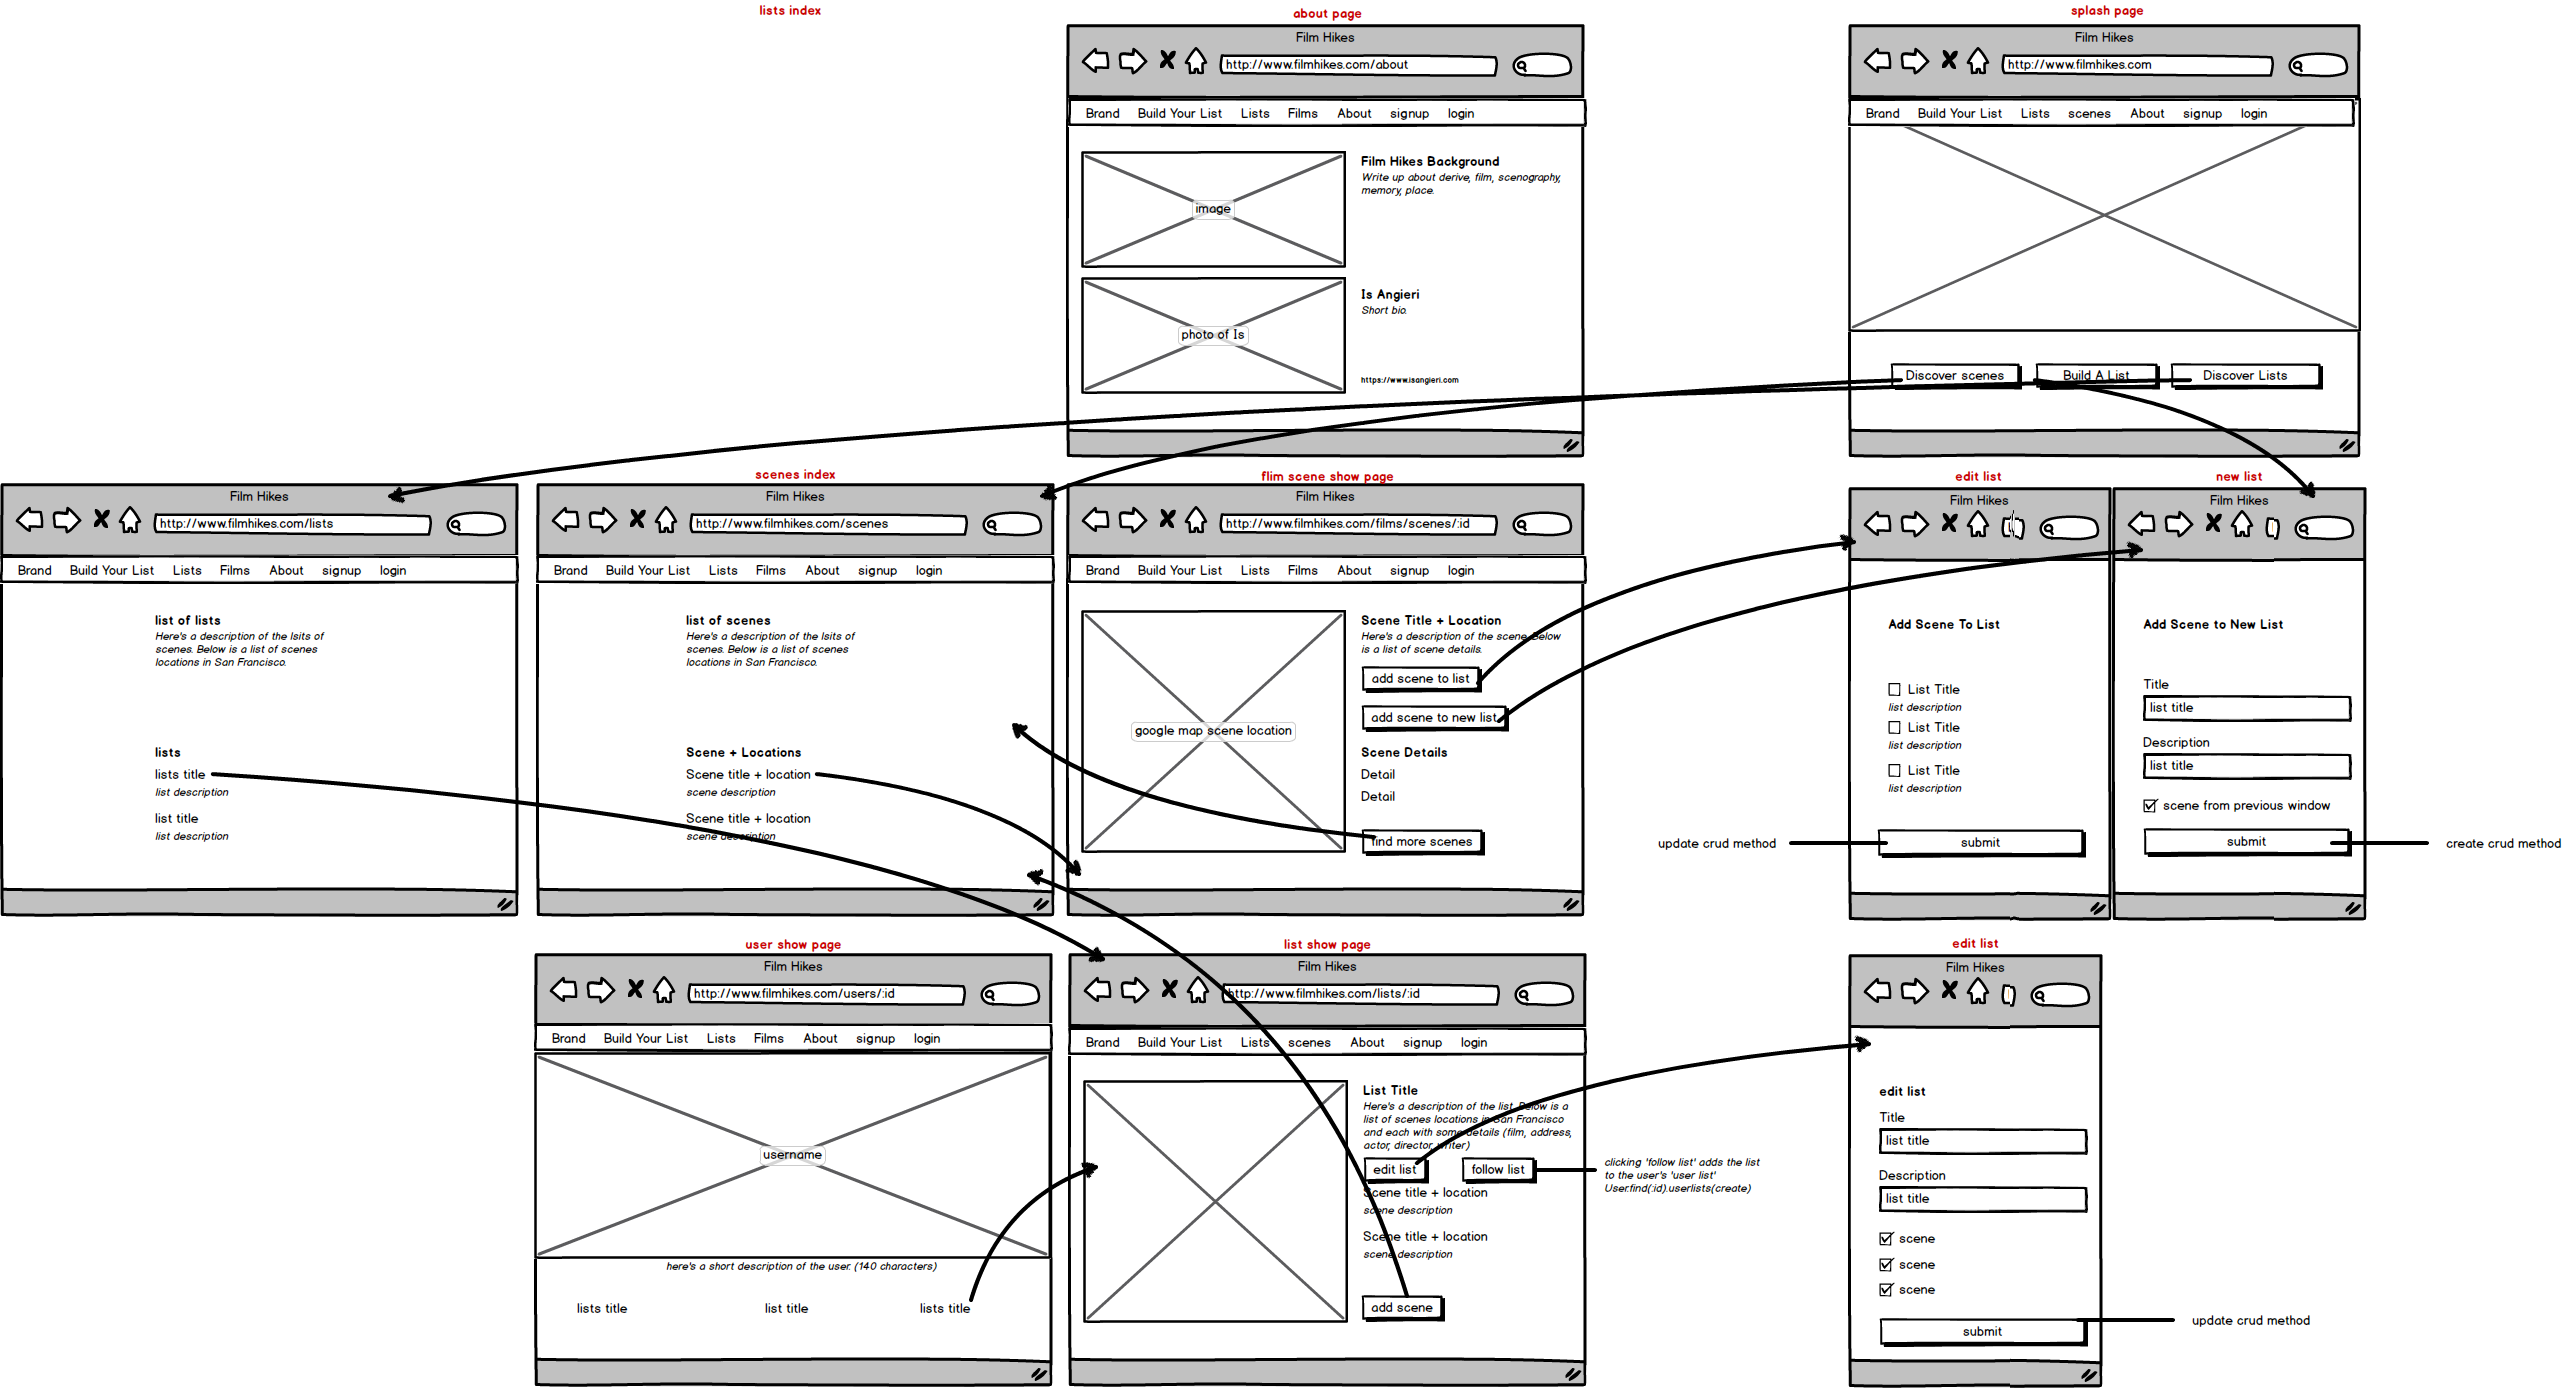 lists index
about page
Film Hikes
http://www.filmhikes.com/about
Brand Build Your List Lists Films About signup login
image
Film Hikes Background
Write up about derive, film, scenography,
memory, place.
photo of Is
Is Angieri
Short bio.
https://www.isangieri.com
splash page
Film Hikes
http://www.filmhikes.com
Brand Build Your List Lists scenes About signup login
Discover scenes Build A List Discover Lists
Film Hikes
http://www.filmhikes.com/lists
Brand Build Your List Lists Films About signup login
list of lists
Here's a description of the lsits of
scenes. Below is a list of scenes
locations in San Francisco.
lists
lists title
list description
list title
list description
scenes index
Film Hikes
http://www.filmhikes.com/scenes
Brand Build Your List Lists Films About signup login
list of scenes
Here's a description of the lsits of
scenes. Below is a list of scenes
locations in San Francisco.
Scene + Locations
Scene title + location
scene description
Scene title + location
scene description
flim scene show page
Film Hikes
http://www.filmhikes.com/films/scenes/:id
Brand Build Your List Lists Films About signup login
google map scene location
Scene Title + Location
Here's a description of the scene. Below
is a list of scene details.
add scene to list
add scene to new list
Scene Details
Detail
Detail
find more scenes
edit list
Film Hikes
Add Scene To List
List Title
list description
List Title
list description
List Title
list description
submit
update crud method
new list
Film Hikes
Add Scene to New List
Title
list title
Description
list title
scene from previous window
submit
create crud method
user show page
Film Hikes
http://www.filmhikes.com/users/:id
Brand Build Your List Lists Films About signup login
username
here's a short description of the user. (140 characters)
lists title list title lists title
list show page
Film Hikes
http://www.filmhikes.com/lists/:id
Brand Build Your List Lists scenes About signup login
List Title
Here's a description of the list. Below is a
list of scenes locations in San Francisco
and each with some details (film, address,
actor, director, writer)
edit list follow list
Scene title + location
scene description
Scene title + location
scene description
add scene
clicking 'follow list' adds the list
to the user's 'user list'
User.find(:id).userlists(create)
edit list
Film Hikes
edit list
Title
list title
Description
list title
scene
scene
scene
submit
update crud method